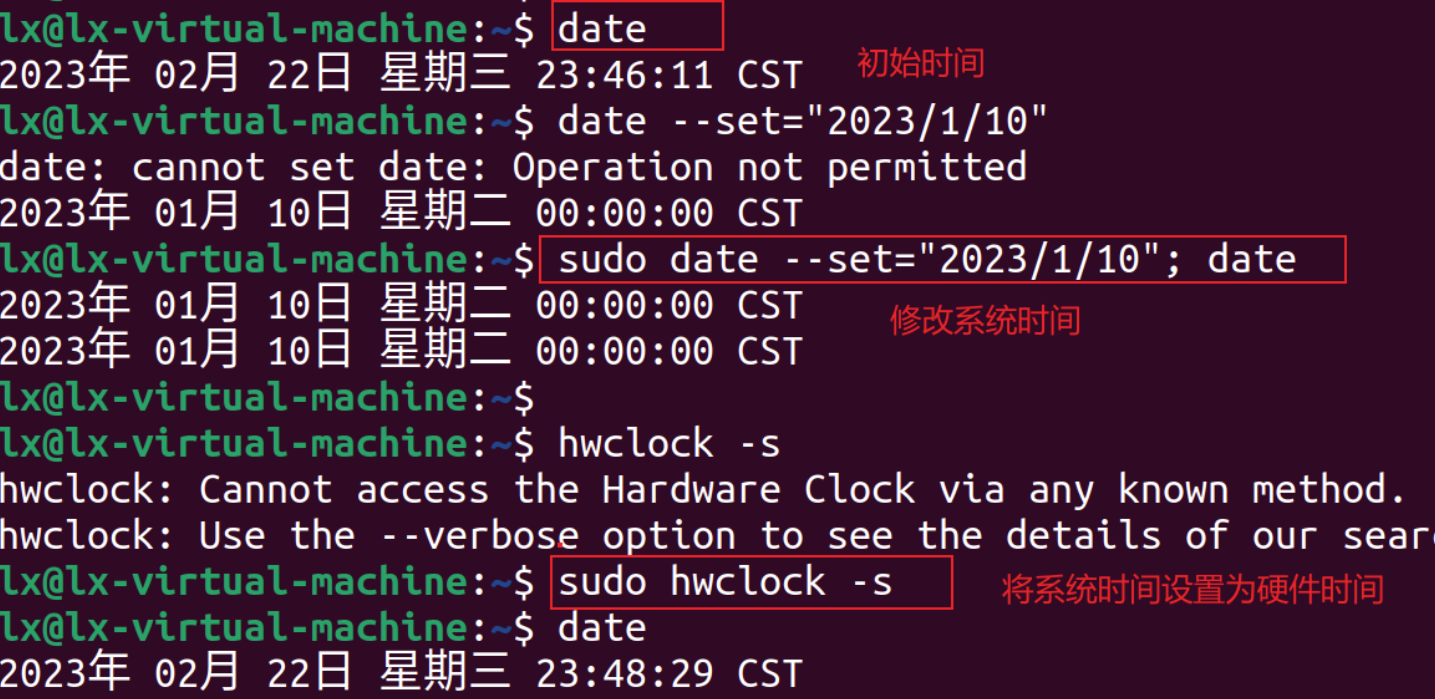 lx@lx-virtual-machine:~$ date
2023年 02月 22日 星期三 23:46:11 CST
初始时间
lx@lx-virtual-machine:~$ date --set="2023/1/10"
date: cannot set date: Operation not permitted
2023年 01月 10日 星期二 00:00:00 CST
lx@lx-virtual-machine:~$ sudo date --set="2023/1/10"; date
2023年 01月 10日 星期二 00:00:00 CST
修改系统时间
2023年 01月 10日 星期二 00:00:00 CST
lx@lx-virtual-machine:~$
lx@lx-virtual-machine:~$ hwclock -s
hwclock: Cannot access the Hardware Clock via any known method.
hwclock: Use the --verbose option to see the details of our sear
lx@lx-virtual-machine:~$ sudo hwclock -s
将系统时间设置为硬件时间
lx@lx-virtual-machine:~$ date
2023年 02月 22日 星期三 23:48:29 CST